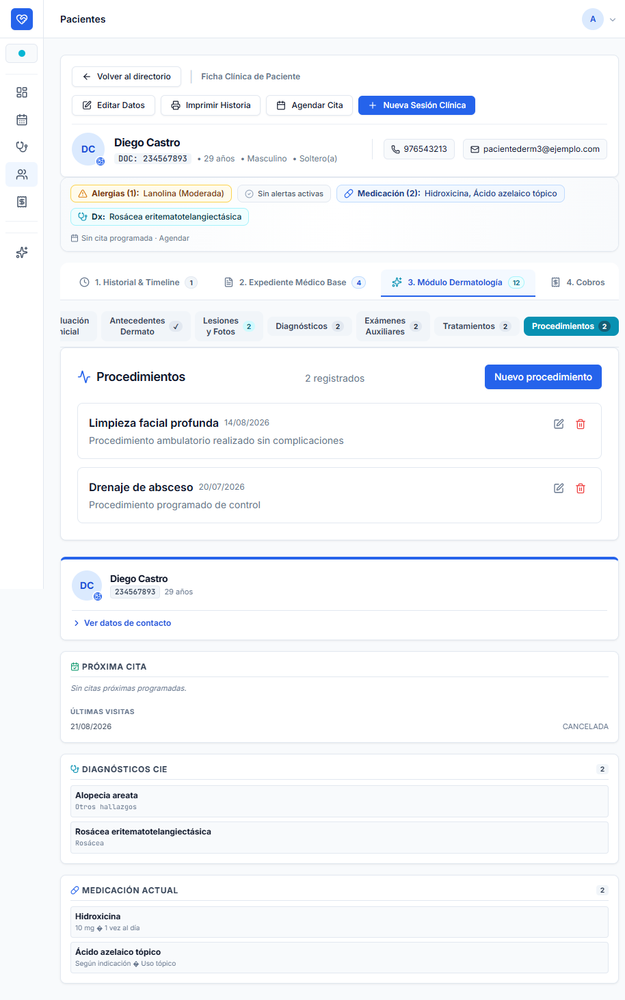 Pacientes
A
Volver al directorio
Ficha Clínica de Paciente
Editar Datos
Imprimir Historia
Agendar Cita
Nueva Sesión Clínica
DC
Diego Castro
DOC: 234567893 • 29 años • Masculino • Soltero(a)
976543213
pacientederm3@ejemplo.com
Alergias (1): Lanolina (Moderada)
Sin alertas activas
Medicación (2): Hidroxicina, Ácido azelaico tópico
Dx: Rosácea eritematotelangiectásica
Sin cita programada · Agendar
1. Historial & Timeline 1
2. Expediente Médico Base 4
3. Módulo Dermatología 12
4. Cobros
luación
nicial
Antecedentes
Dermato ✓
Lesiones
y Fotos 2
Diagnósticos 2
Exámenes
Auxiliares 2
Tratamientos 2
Procedimientos 2
Procedimientos
2 registrados
Nuevo procedimiento
Limpieza facial profunda 14/08/2026
Procedimiento ambulatorio realizado sin complicaciones
Drenaje de absceso 20/07/2026
Procedimiento programado de control
DC
Diego Castro
234567893 29 años
Ver datos de contacto
PRÓXIMA CITA
Sin citas próximas programadas.
ÚLTIMAS VISITAS
21/08/2026 CANCELADA
DIAGNÓSTICOS CIE 2
Alopecia areata
Otros hallazgos
Rosácea eritematotelangiectásica
Rosácea
MEDICACIÓN ACTUAL 2
Hidroxicina
10 mg � 1 vez al día
Ácido azelaico tópico
Según indicación � Uso tópico